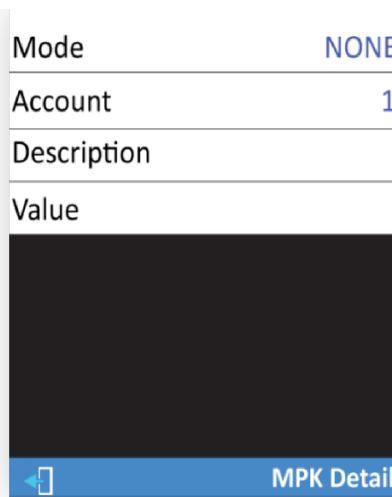 Mode NONE
Account 1
Description
Value
MPK Detail